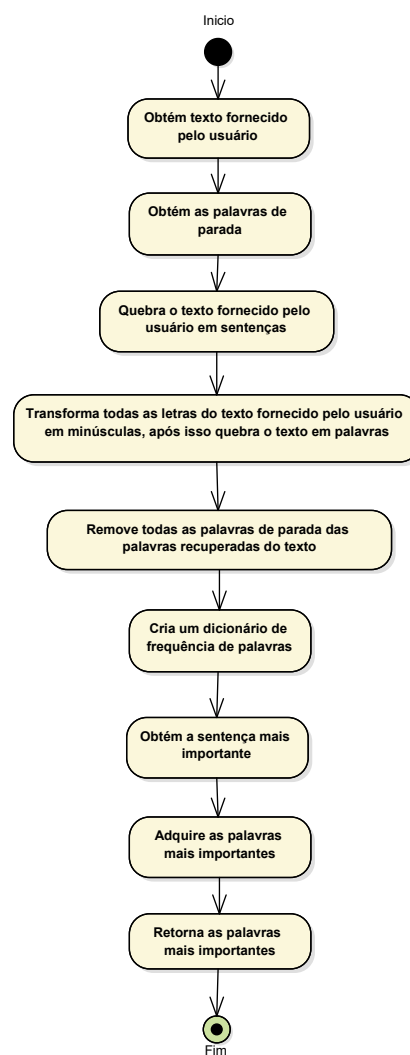 Inicio
Obtém texto fornecido
pelo usuário
Obtém as palavras de
parada
Quebra o texto fornecido pelo
usuário em sentenças
Transforma todas as letras do texto fornecido pelo usuário
em minúsculas, após isso quebra o texto em palavras
Remove todas as palavras de parada das
palavras recuperadas do texto
Cria um dicionário de
frequência de palavras
Obtém a sentença mais
importante
Adquire as palavras
mais importantes
Retorna as palavras
mais importantes
Fim